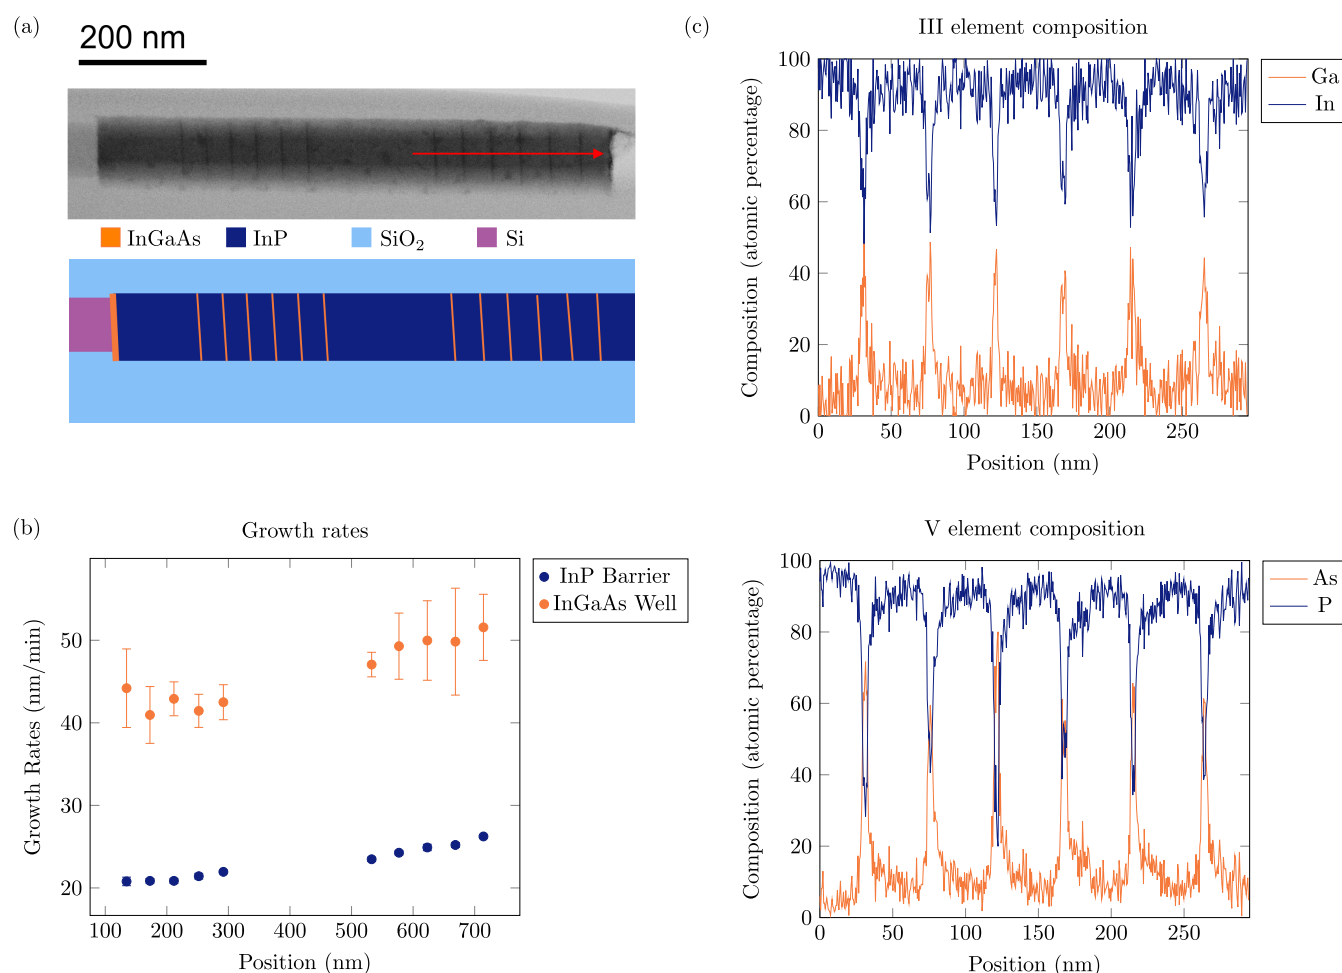 (a)
200 nm
InGaAs InP SiO₂ Si
(b)
Growth rates
Growth Rates (nm/min)
50
40
30
20
100 200 300 400 500 600 700
Position (nm)
InP Barrier
InGaAs Well
(c)
III element composition
Composition (atomic percentage)
100
80
60
40
20
0
0 50 100 150 200 250
Position (nm)
Ga
In
V element composition
Composition (atomic percentage)
100
80
60
40
20
0
0 50 100 150 200 250
Position (nm)
As
P